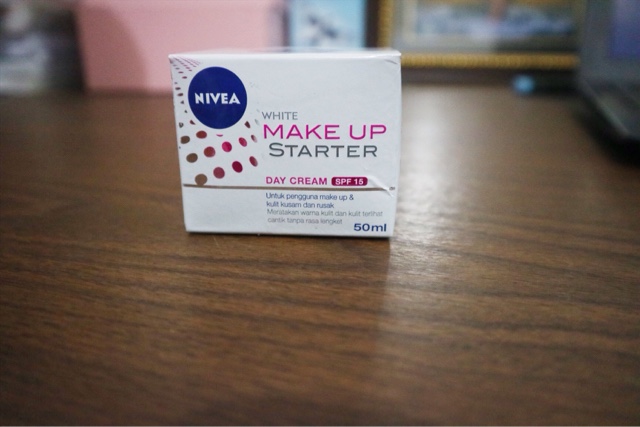 NIVEA
WHITE
MAKE UP
STARTER
DAY CREAM SPF 15
Untuk pengguna make up &
kulit kusam dan rusak
Meratakan warna kulit dan kulit terlihat
cantik tanpa rasa lengket
50ml